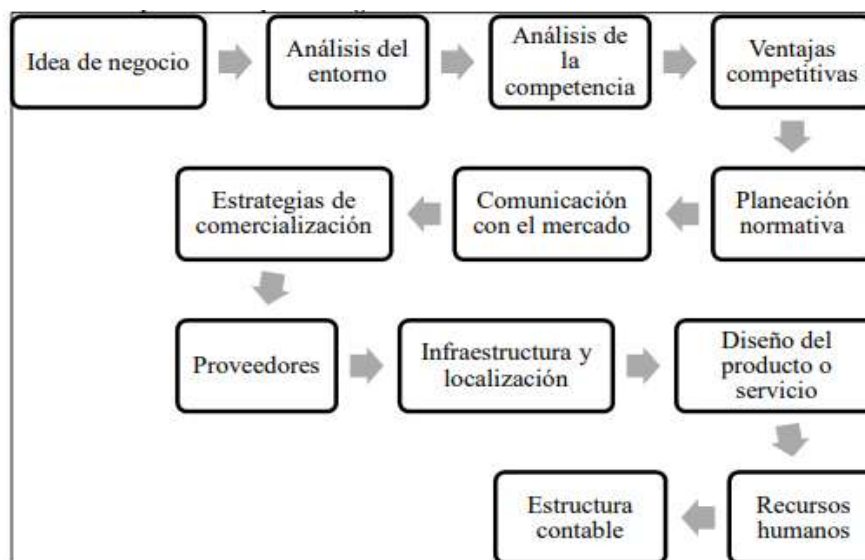 Idea de negocio
Análisis del
entorno
Análisis de
la
competencia
Ventajas
competitivas
Planeación
normativa
Comunicación
con el mercado
Estrategias de
comercialización
Proveedores
Infraestructura y
localización
Diseño del
producto o
servicio
Recursos
humanos
Estructura
contable